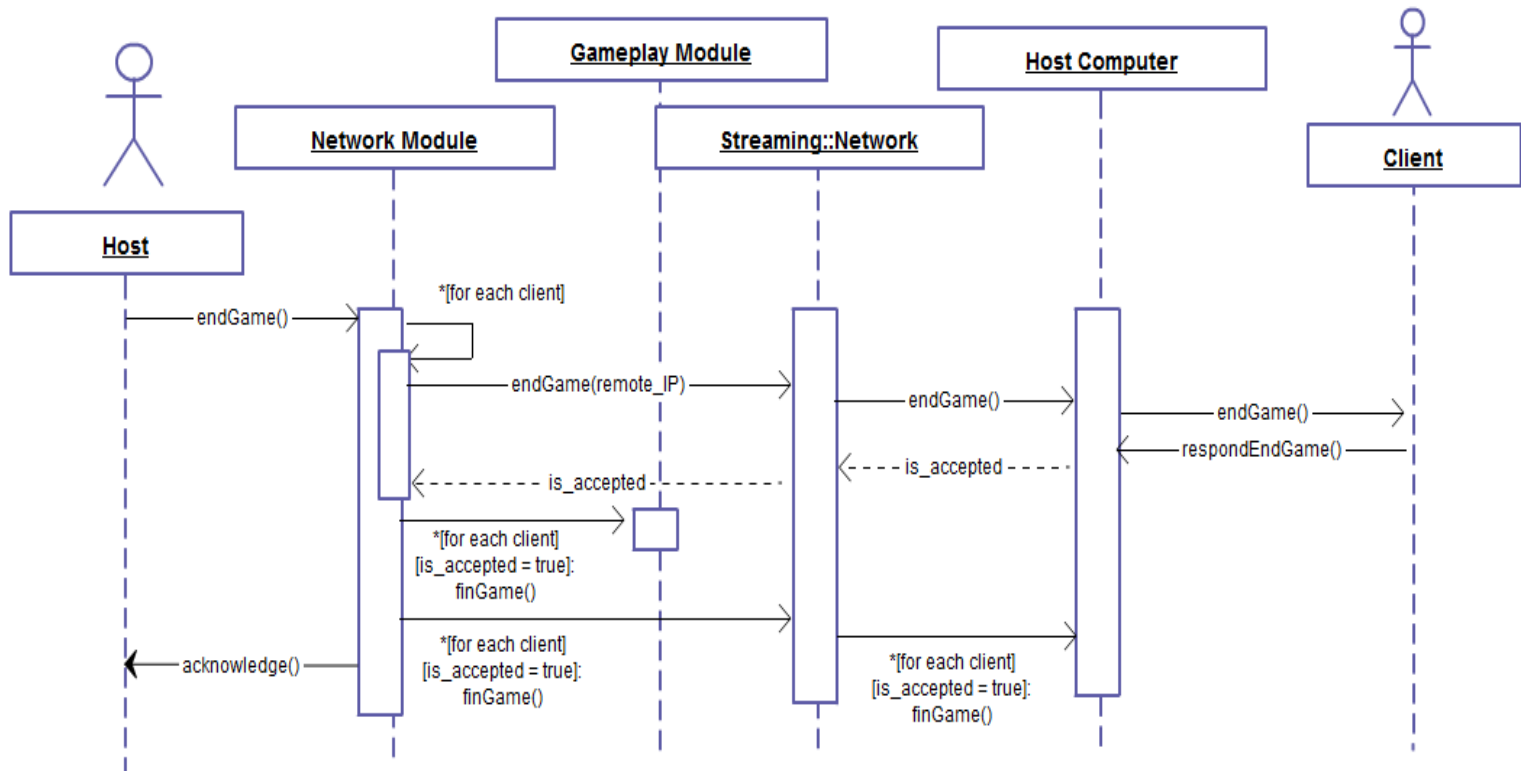 Gameplay Module
Host Computer
Network Module
Streaming::Network
Client
Host
*[for each client]
endGame()
endGame(remote_IP)
endGame()
endGame()
respondEndGame()
is_accepted
is_accepted
*[for each client]
[is_accepted = true]:
finGame()
*[for each client]
[is_accepted = true]:
finGame()
*[for each client]
[is_accepted = true]:
finGame()
acknowledge()